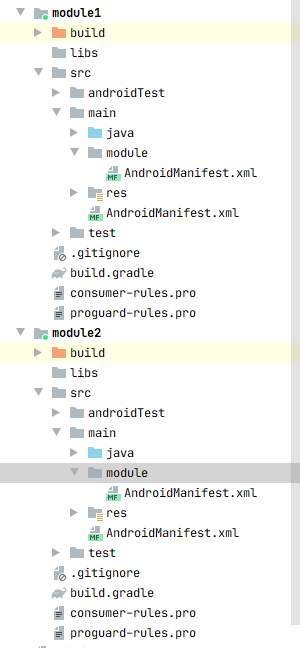 module1
build
libs
src
androidTest
main
java
module
MF AndroidManifest.xml
res
MF AndroidManifest.xml
test
.gitignore
build.gradle
consumer-rules.pro
proguard-rules.pro
module2
build
libs
src
androidTest
main
java
module
MF AndroidManifest.xml
res
MF AndroidManifest.xml
test
.gitignore
build.gradle
consumer-rules.pro
proguard-rules.pro